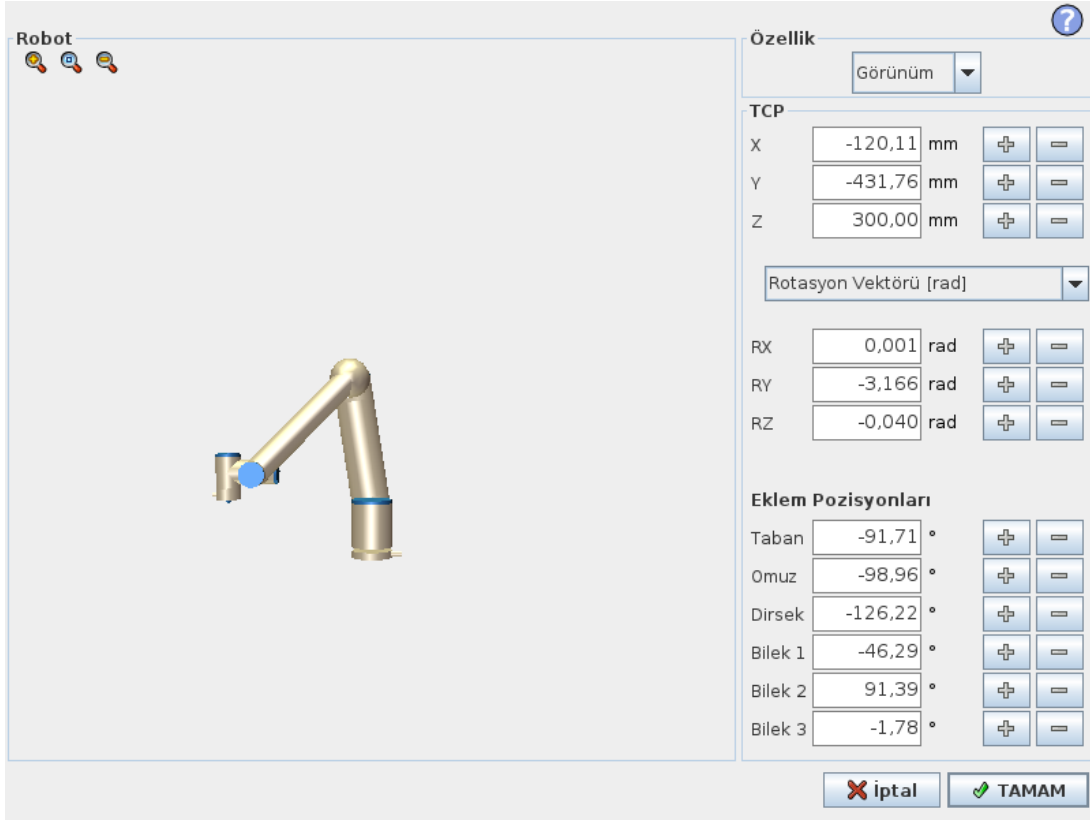 Robot
Özellik
Görünüm
TCP
X -120,11 mm
Y -431,76 mm
Z 300,00 mm
Rotasyon Vektörü [rad]
RX 0,001 rad
RY -3,166 rad
RZ -0,040 rad
Eklem Pozisyonları
Taban -91,71 °
Omuz -98,96 °
Dirsek -126,22 °
Bilek 1 -46,29 °
Bilek 2 91,39 °
Bilek 3 -1,78 °
İptal TAMAM